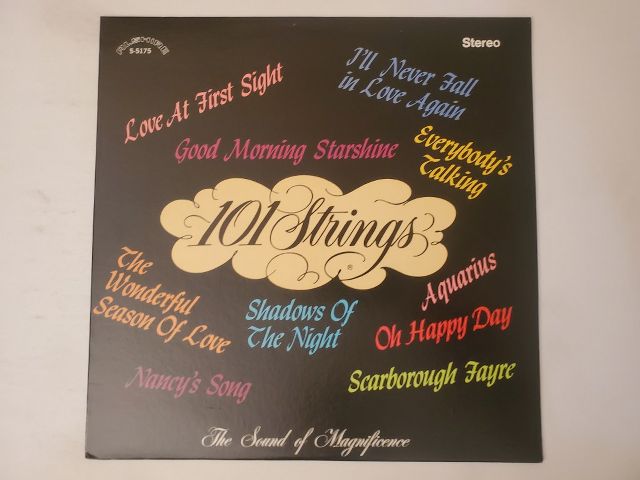 ALSHIRE
S-5175
Stereo
Love At First Sight
I'll Never Fall
in Love Again
Good Morning Starshine
Everybody's
Talking
101 Strings
®
The
Wonderful
Season Of Love
Shadows Of
The Night
Aquarius
Oh Happy Day
Nancy's Song
Scarborough Fayre
The Sound of Magnificence